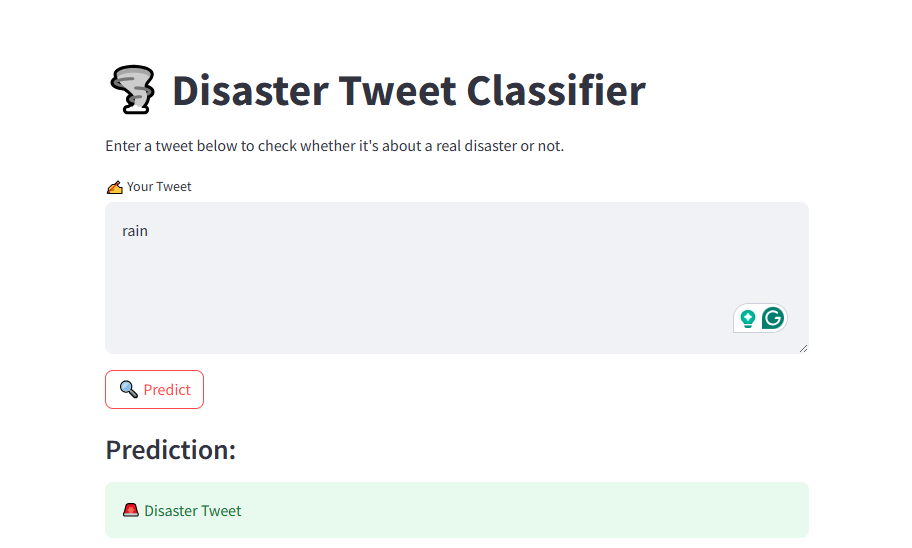 Disaster Tweet Classifier
Enter a tweet below to check whether it's about a real disaster or not.
Your Tweet
rain
Predict
Prediction:
Disaster Tweet